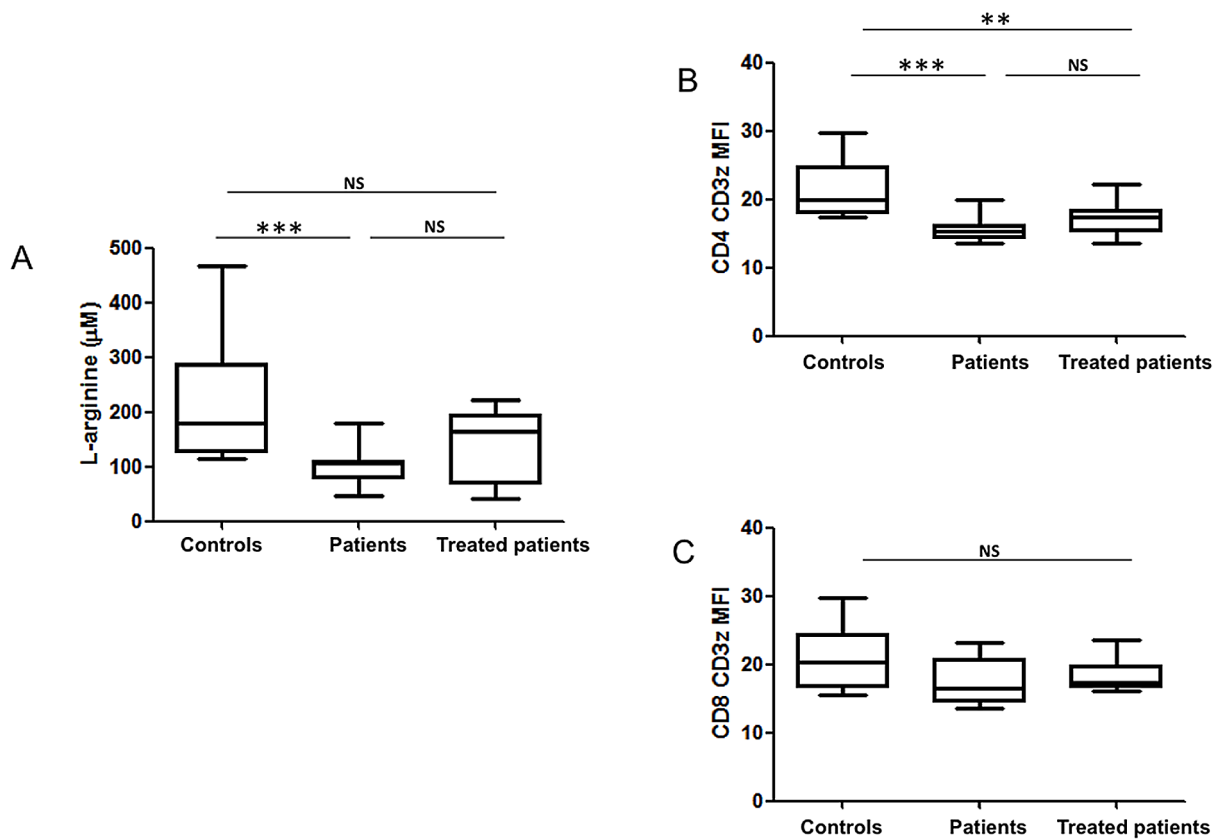 A
NS
***
NS
L-arginine (µM)
500
400
300
200
100
0
Controls
Patients
Treated patients
B
**
***
NS
CD4 CD3z MFI
40
30
20
10
0
Controls
Patients
Treated patients
C
NS
CD8 CD3z MFI
40
30
20
10
0
Controls
Patients
Treated patients